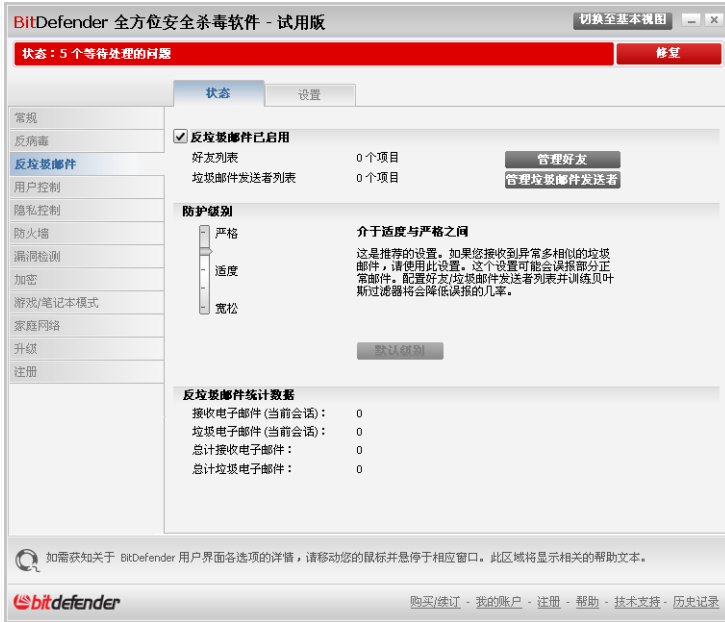 BitDefender 全方位安全杀毒软件 - 试用版
切换至基本视图
状态：5 个等待处理的问题
修复
状态
设置
常规
反病毒
反垃圾邮件
用户控制
隐私控制
防火墙
漏洞检测
加密
游戏/笔记本模式
家庭网络
升级
注册
反垃圾邮件已启用
好友列表 0 个项目 管理好友
垃圾邮件发送者列表 0 个项目 管理垃圾邮件发送者
防护级别
严格
适度
宽松
介于适度与严格之间
这是推荐的设置。如果您接收到异常多相似的垃圾
邮件，请使用此设置。这个设置可能会误报部分正
常邮件。配置好友/垃圾邮件发送者列表并训练贝叶
斯过滤器将会降低误报的几率。
默认级别
反垃圾邮件统计数据
接收电子邮件 (当前会话)： 0
垃圾电子邮件 (当前会话)： 0
总计接收电子邮件： 0
总计垃圾电子邮件： 0
如需获知关于 BitDefender 用户界面各选项的详情，请移动您的鼠标并悬停于相应窗口。此区域将显示相关的帮助文本。
bitdefender
购买/续订 - 我的账户 - 注册 - 帮助 - 技术支持 - 历史记录